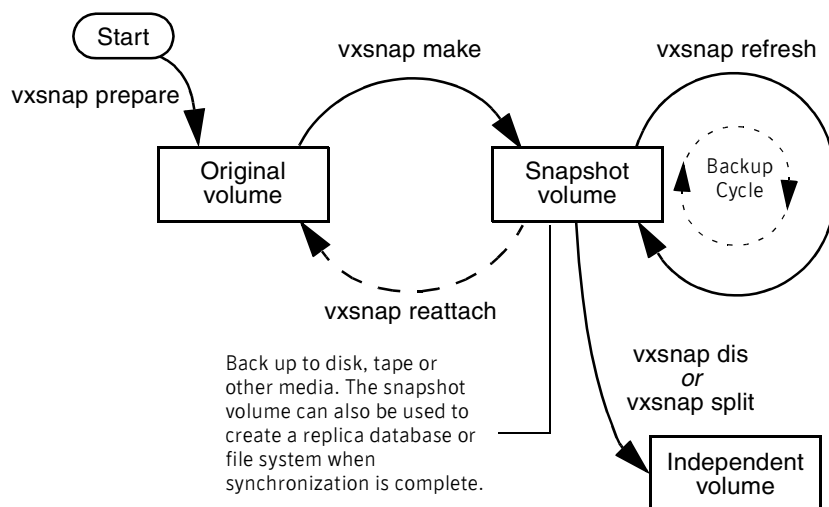 Start
vxsnap make
vxsnap refresh
vxsnap prepare
Original
volume
Snapshot
volume
Backup
Cycle
vxsnap reattach
Back up to disk, tape or
other media. The snapshot
volume can also be used to
create a replica database or
file system when
synchronization is complete.
vxsnap dis
or
vxsnap split
Independent
volume